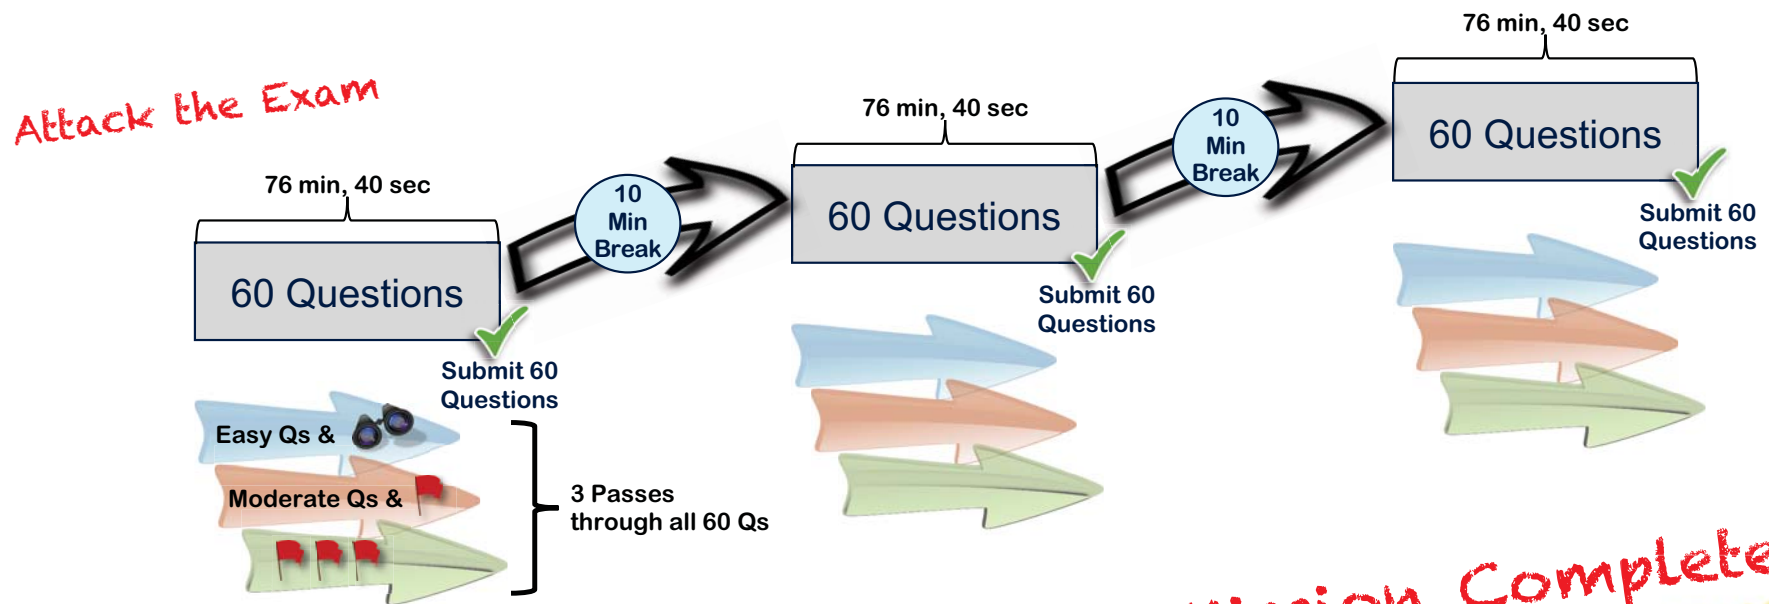 Attack the Exam
76 min, 40 sec
60 Questions
Submit 60
Questions
10
Min
Break
76 min, 40 sec
60 Questions
Submit 60
Questions
10
Min
Break
76 min, 40 sec
60 Questions
Submit 60
Questions
Easy Qs &
Moderate Qs &
3 Passes
through all 60 Qs
Mission Complete